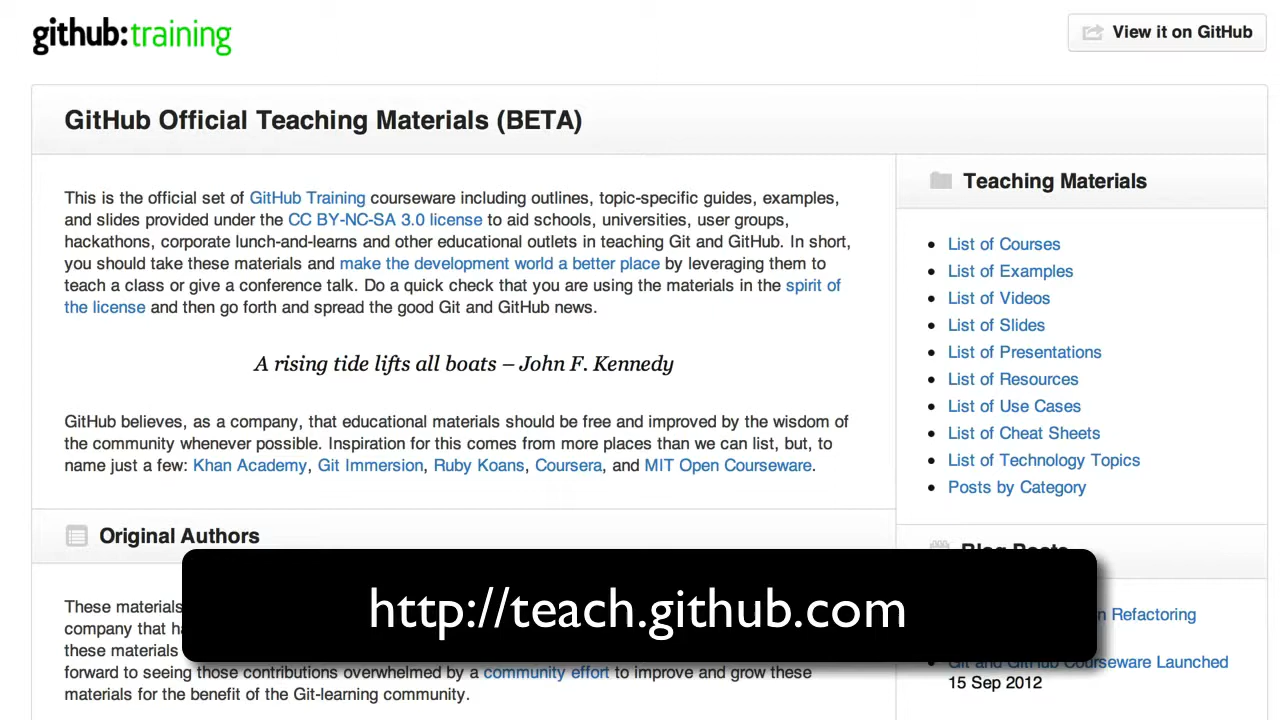 github:training
View it on GitHub
GitHub Official Teaching Materials (BETA)
This is the official set of GitHub Training courseware including outlines, topic-specific guides, examples,
and slides provided under the CC BY-NC-SA 3.0 license to aid schools, universities, user groups,
hackathons, corporate lunch-and-learns and other educational outlets in teaching Git and GitHub. In short,
you should take these materials and make the development world a better place by leveraging them to
teach a class or give a conference talk. Do a quick check that you are using the materials in the spirit of
the license and then go forth and spread the good Git and GitHub news.
A rising tide lifts all boats – John F. Kennedy
GitHub believes, as a company, that educational materials should be free and improved by the wisdom of
the community whenever possible. Inspiration for this comes from more places than we can list, but, to
name just a few: Khan Academy, Git Immersion, Ruby Koans, Coursera, and MIT Open Courseware.
Original Authors
These materials
company that
these materials
forward to seeing those contributions overwhelmed by a community effort to improve and grow these
materials for the benefit of the Git-learning community.
Teaching Materials
List of Courses
List of Examples
List of Videos
List of Slides
List of Presentations
List of Resources
List of Use Cases
List of Cheat Sheets
List of Technology Topics
Posts by Category
Blog Posts
Refactoring
Git and GitHub Courseware Launched
15 Sep 2012
http://teach.github.com